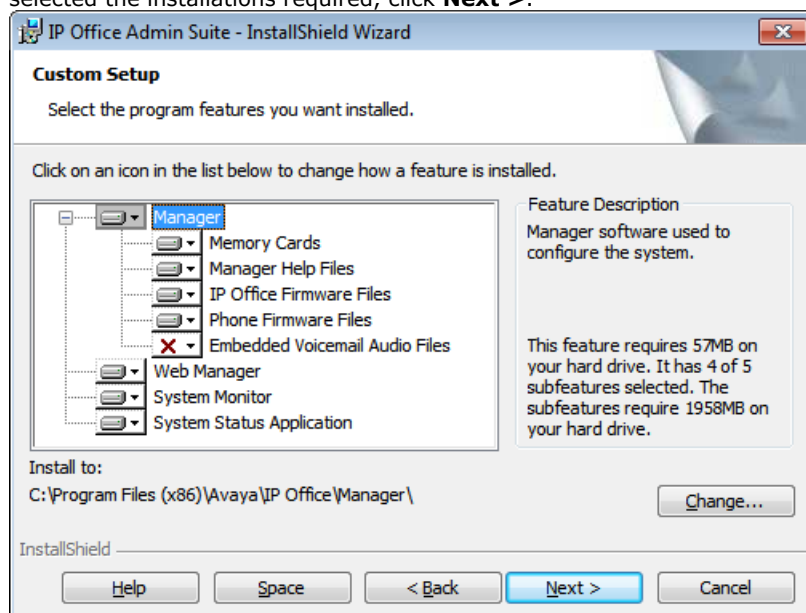 selected the installations required, click Next >.
IP Office Admin Suite - InstallShield Wizard
Custom Setup
Select the program features you want installed.
Click on an icon in the list below to change how a feature is installed.
Manager
Memory Cards
Manager Help Files
IP Office Firmware Files
Phone Firmware Files
Embedded Voicemail Audio Files
Web Manager
System Monitor
System Status Application
Feature Description
Manager software used to
configure the system.
This feature requires 57MB on
your hard drive. It has 4 of 5
subfeatures selected. The
subfeatures require 1958MB on
your hard drive.
Install to:
C:\Program Files (x86)\Avaya\IP Office\Manager\
Change...
InstallShield
Help Space < Back Next > Cancel